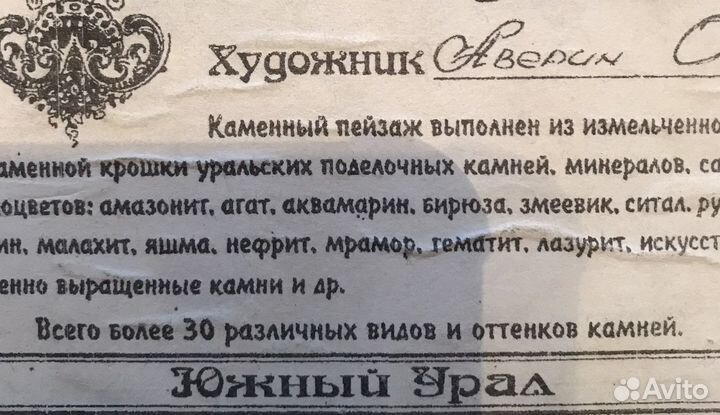 Художник Аверин С
Каменный пейзаж выполнен из измельченно
аменной крошки уральских поделочных камней, минералов, са
оцветов: амазонит, агат, аквамарин, бирюза, змеевик, ситал, ру
ин, малахит, яшма, нефрит, мрамор, гематит, лазурит, искусст
енно выращенные камни и др.
Всего более 30 различных видов и оттенков камней.
Южный Урал
Avito